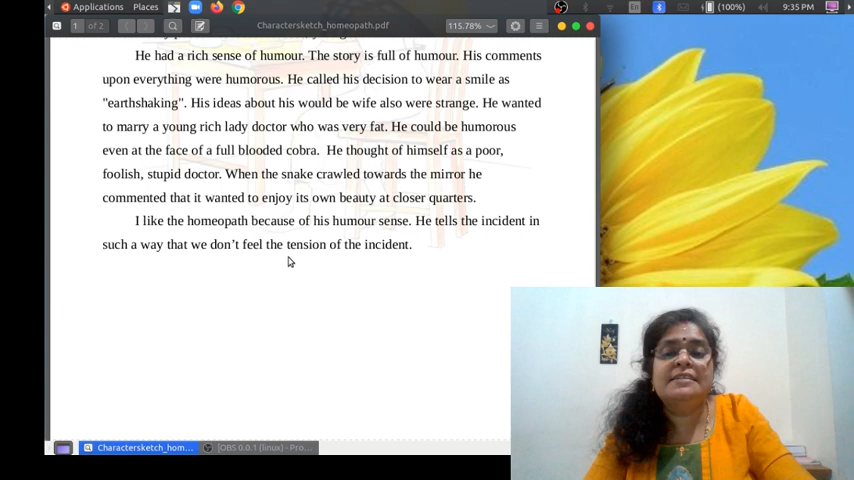 Applications Places En (100%) 9:35 PM
1 of 2 Charactersketch_homeopath.pdf 115.78%
He had a rich sense of humour. The story is full of humour. His comments
upon everything were humorous. He called his decision to wear a smile as
"earthshaking". His ideas about his would be wife also were strange. He wanted
to marry a young rich lady doctor who was very fat. He could be humorous
even at the face of a full blooded cobra. He thought of himself as a poor,
foolish, stupid doctor. When the snake crawled towards the mirror he
commented that it wanted to enjoy its own beauty at closer quarters.
I like the homeopath because of his humour sense. He tells the incident in
such a way that we don't feel the tension of the incident.
Charactersketch_hom... [OBS 0.0.1 (linux) - Pro...